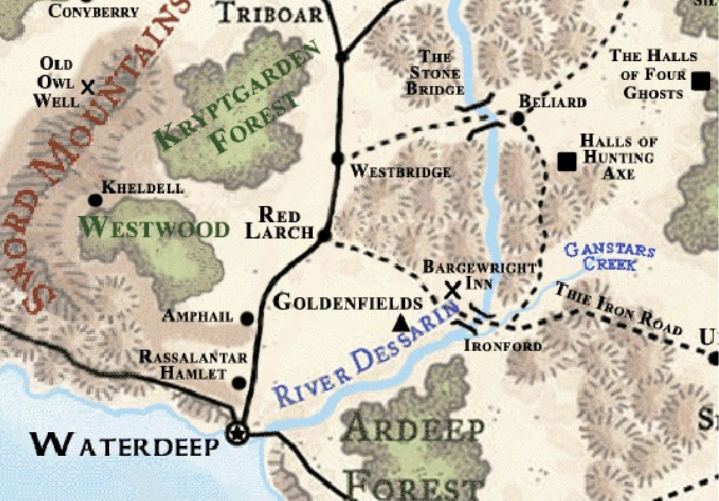 CONYBERRY
TRIBOAR
SWORD MOUNTAINS
OLD
OWL
WELL
KRYPTGARDEN
FOREST
THE
STONE
BRIDGE
BELIARD
THE HALLS
OF FOUR
GHOSTS
HALLS OF
HUNTING
AXE
WESTBRIDGE
KHELDELL
WESTWOOD
RED
LARCH
GANSTARS
CREEK
BARGEWRIGHT
INN
GOLDENFIELDS
THE IRON ROAD
AMPHAIL
IRONFORD
RASSALANTAR
HAMLET
RIVER DESSARIN
WATERDEEP
ARDEEP
FOREST